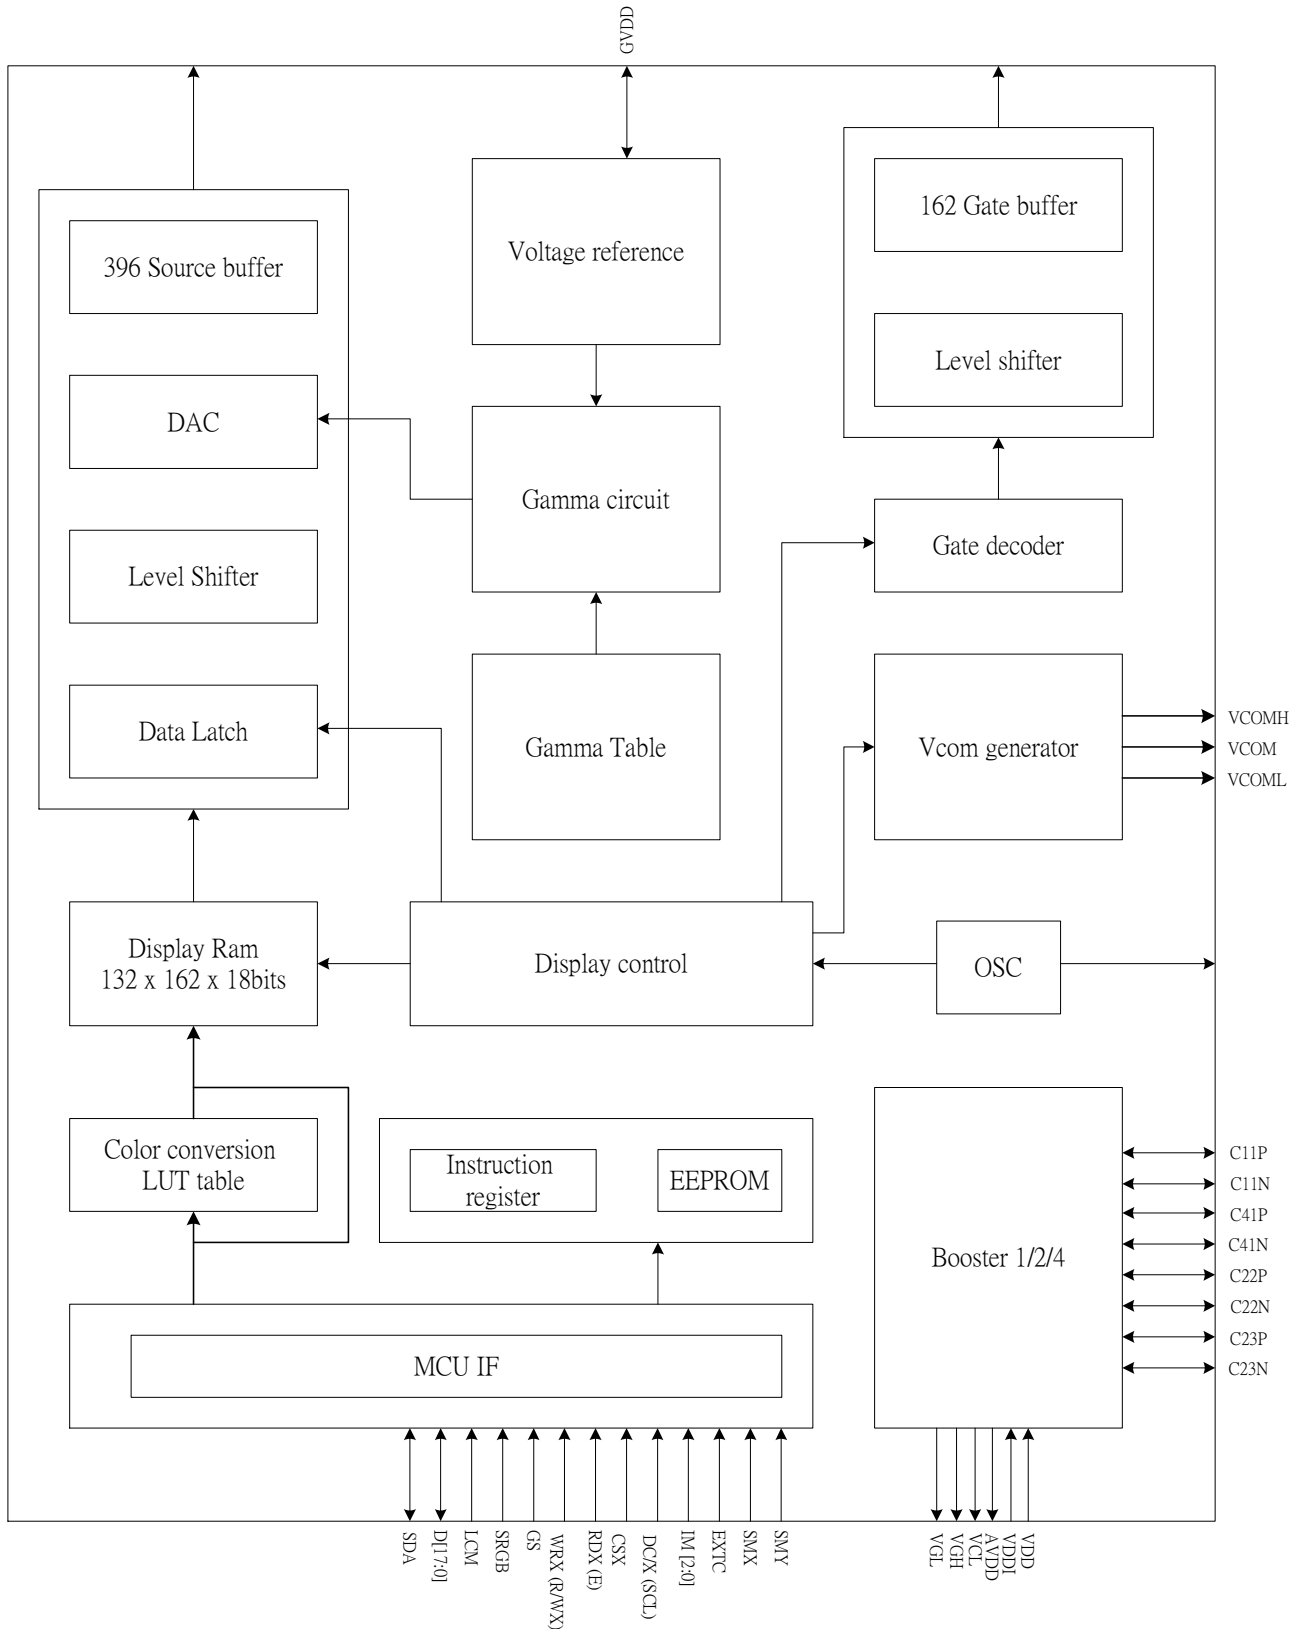 GVDD
396 Source buffer
DAC
Level Shifter
Data Latch
Voltage reference
Gamma circuit
Gamma Table
162 Gate buffer
Level shifter
Gate decoder
Vcom generator
VCOMH
VCOM
VCOML
Display Ram
132 x 162 x 18bits
Display control
OSC
Color conversion
LUT table
Instruction
register
EEPROM
Booster 1/2/4
C11P
C11N
C41P
C41N
C22P
C22N
C23P
C23N
MCU IF
SDA
D[17:0]
LCM
SRGB
GS
WRX (R/WX)
RDX (E)
CSX
DC/X (SCL)
IM [2:0]
EXTC
SMX
SMY
VGL
VGH
VCL
AVDD
VDDI
VDD